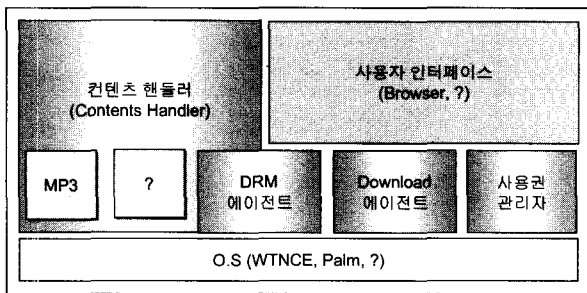 컨텐츠 핸들러
(Contents Handler)
사용자 인터페이스
(Browser, ?)
MP3
?
DRM
에이전트
Download
에이전트
사용권
관리자
O.S (WTNCE, Palm, ?)